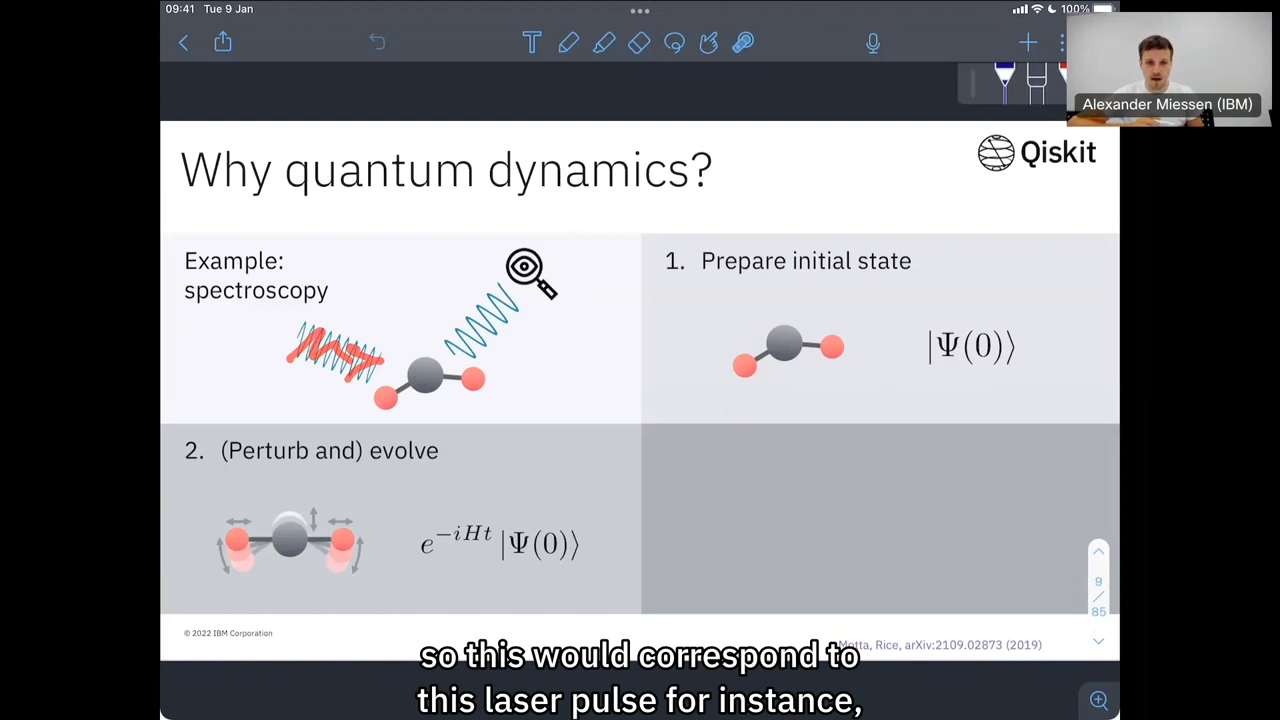 09:41 Tue 9 Jan
100%
Alexander Miessen (IBM)
Why quantum dynamics?
Qiskit
Example:
spectroscopy
1. Prepare initial state
|Ψ(0)⟩
2. (Perturb and) evolve
e^{-iHt} |Ψ(0)⟩
9
/
85
© 2022 IBM Corporation
Motta, Rice, arXiv:2109.02873 (2019)
so this would correspond to
this laser pulse for instance,